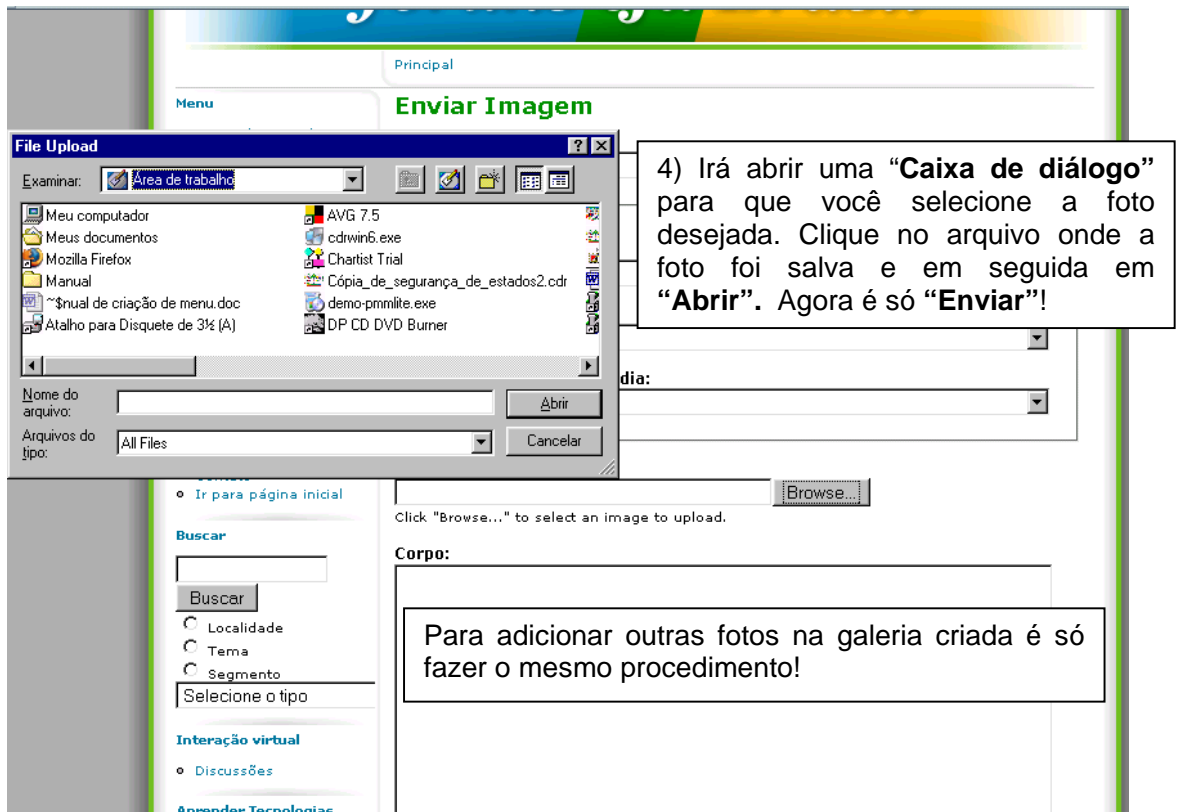 Principal
Menu
Enviar Imagem
File Upload
Examinar: Área de trabalho
Meu computador
Meus documentos
Mozilla Firefox
Manual
~$nual de criação de menu.doc
Atalho para Disquete de 3½ (A)
AVG 7.5
cdrwin6.exe
Chartist Trial
Cópia_de_segurança_de_estados2.cdr
demo-pmmlite.exe
DP CD DVD Burner
Nome do
arquivo:
Abrir
Arquivos do
tipo:
All Files
Cancelar
4) Irá abrir uma “Caixa de diálogo”
para que você selecione a foto
desejada. Clique no arquivo onde a
foto foi salva e em seguida em
“Abrir”. Agora é só “Enviar”!
dia:
Ir para página inicial
Browse...
Click "Browse..." to select an image to upload.
Buscar
Buscar
Localidade
Tema
Segmento
Selecione o tipo
Corpo:
Para adicionar outras fotos na galeria criada é só
fazer o mesmo procedimento!
Interação virtual
Discussões
Aprender Tecnologias